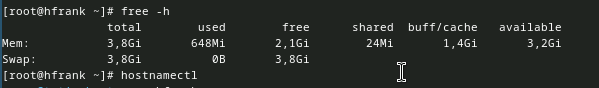 [root@hfrank ~]# free -h
total used free shared buff/cache available
Mem: 3,8Gi 648Mi 2,1Gi 24Mi 1,4Gi 3,2Gi
Swap: 3,8Gi 0B 3,8Gi
[root@hfrank ~]# hostnamectl